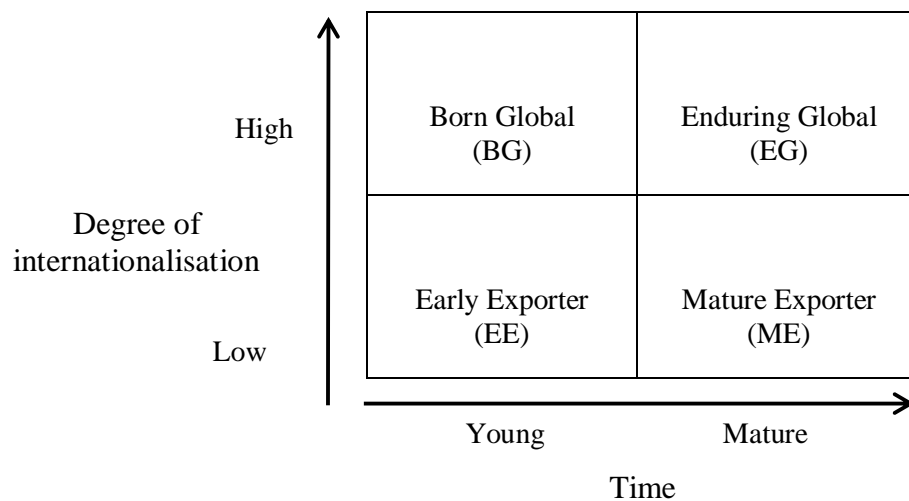 Born Global
(BG)
Enduring Global
(EG)
High
Degree of
internationalisation
Early Exporter
(EE)
Mature Exporter
(ME)
Low
Young
Mature
Time